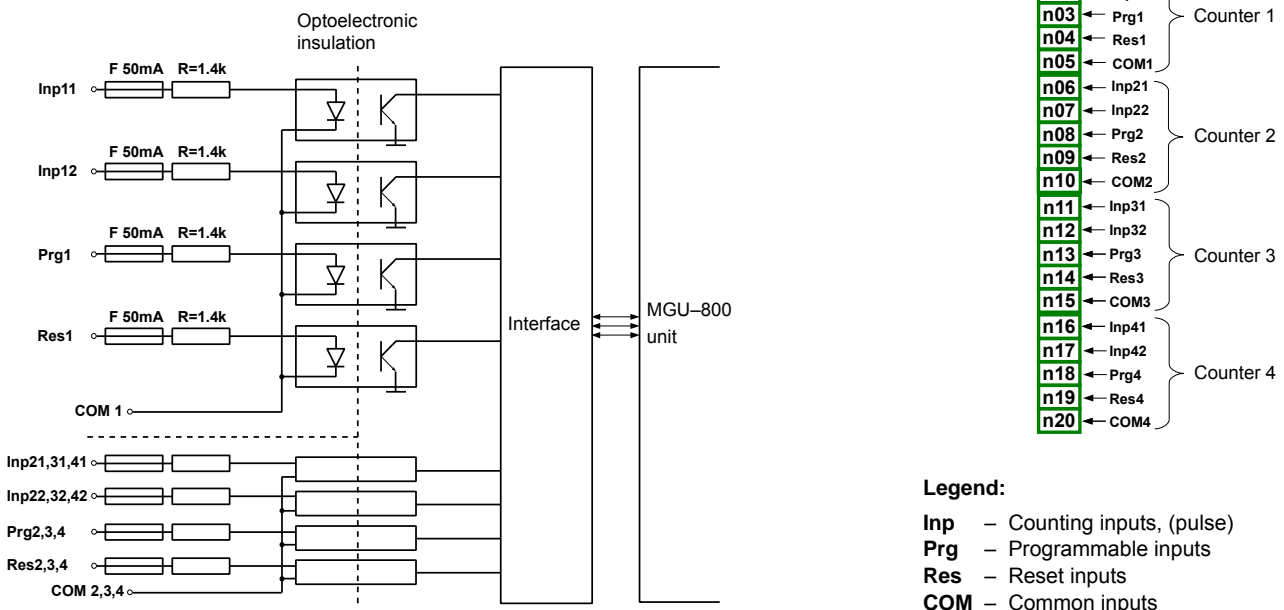 Optoelectronic
insulation
F 50mA R=1.4k
Inp11
F 50mA R=1.4k
Inp12
F 50mA R=1.4k
Prg1
F 50mA R=1.4k
Res1
COM 1
Inp21,31,41
Inp22,32,42
Prg2,3,4
Res2,3,4
COM 2,3,4
Interface
MGU–800
unit
n03 Prg1
n04 Res1
n05 COM1
Counter 1
n06 Inp21
n07 Inp22
n08 Prg2
n09 Res2
n10 COM2
Counter 2
n11 Inp31
n12 Inp32
n13 Prg3
n14 Res3
n15 COM3
Counter 3
n16 Inp41
n17 Inp42
n18 Prg4
n19 Res4
n20 COM4
Counter 4
Legend:
Inp – Counting inputs, (pulse)
Prg – Programmable inputs
Res – Reset inputs
COM – Common inputs